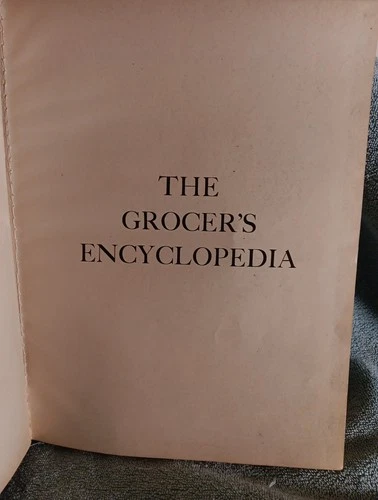 THE
GROCER'S
ENCYCLOPEDIA